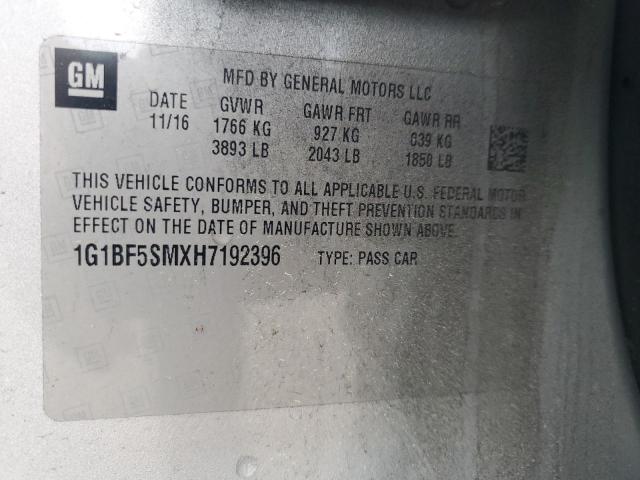 GM
MFD BY GENERAL MOTORS LLC
DATE GVWR GAWR FRT GAWR RR
11/16 1766 KG 927 KG 839 KG
3893 LB 2043 LB 1850 LB
THIS VEHICLE CONFORMS TO ALL APPLICABLE U.S. FEDERAL MOTOR
VEHICLE SAFETY, BUMPER, AND THEFT PREVENTION STANDARDS IN
EFFECT ON THE DATE OF MANUFACTURE SHOWN ABOVE.
1G1BF5SMXH7192396 TYPE: PASS CAR